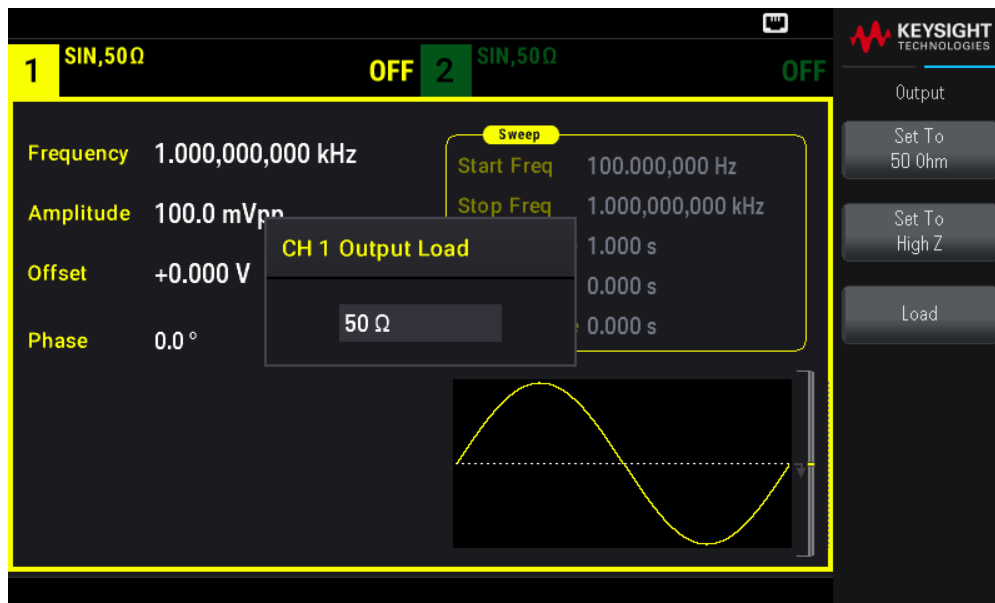 KEYSIGHT
TECHNOLOGIES
1 SIN,50Ω OFF
2 SIN,50Ω OFF
Output
Set To
50 Ohm
Set To
High Z
Load
Frequency 1.000,000,000 kHz
Amplitude 100.0 mVpp
Offset +0.000 V
Phase 0.0 °
Sweep
Start Freq 100.000,000 Hz
Stop Freq 1.000,000,000 kHz
1.000 s
0.000 s
0.000 s
CH 1 Output Load
50 Ω